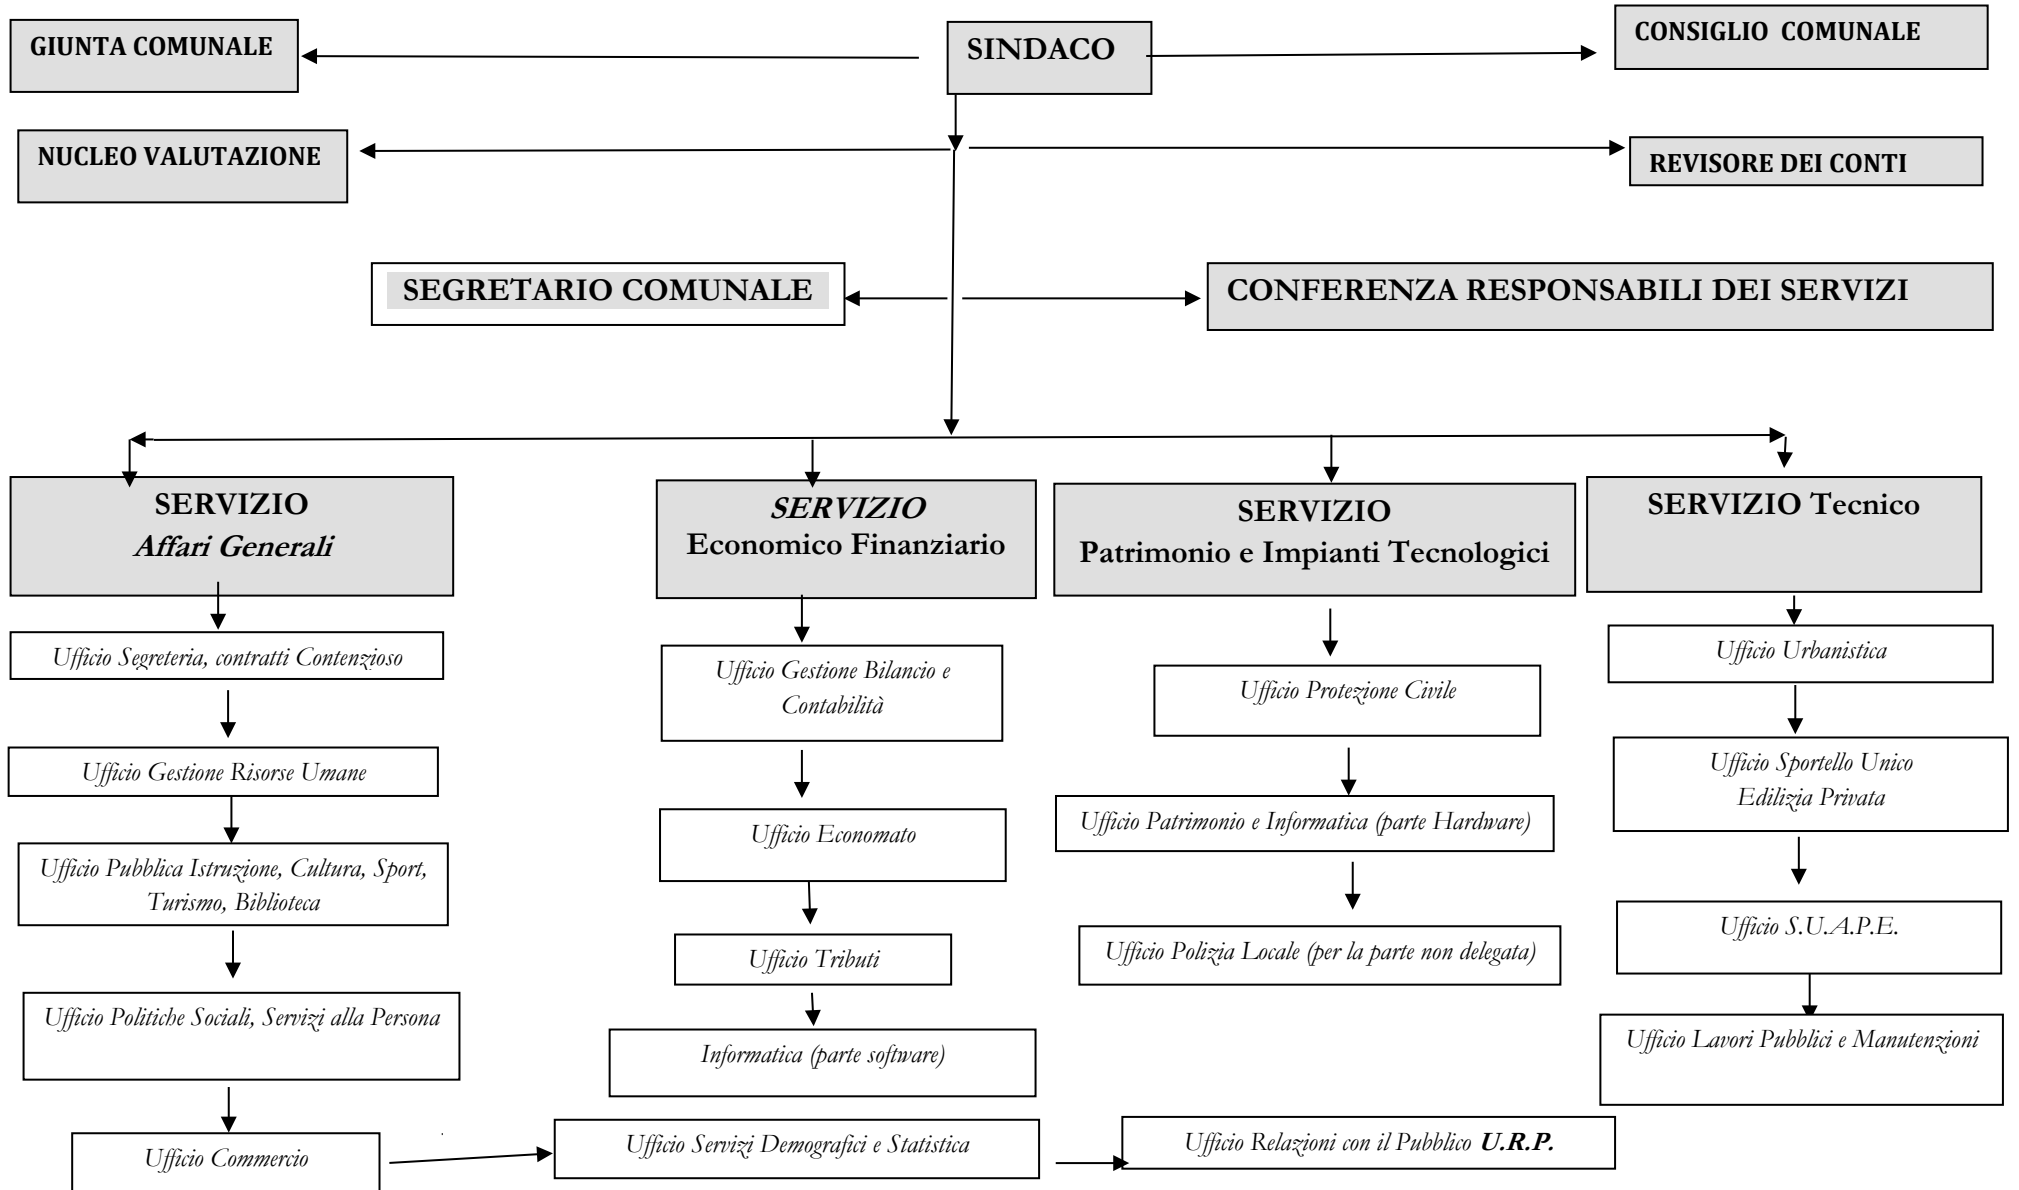 GIUNTA COMUNALE
SINDACO
CONSIGLIO COMUNALE
NUCLEO VALUTAZIONE
REVISORE DEI CONTI
SEGRETARIO COMUNALE
CONFERENZA RESPONSABILI DEI SERVIZI
SERVIZIO
Affari Generali
Ufficio Segreteria, contratti Contenzioso
Ufficio Gestione Risorse Umane
Ufficio Pubblica Istruzione, Cultura, Sport,
Turismo, Biblioteca
Ufficio Politiche Sociali, Servizi alla Persona
Ufficio Commercio
Ufficio Servizi Demografici e Statistica
Ufficio Relazioni con il Pubblico U.R.P.
SERVIZIO
Economico Finanziario
Ufficio Gestione Bilancio e
Contabilità
Ufficio Economato
Ufficio Tributi
Informatica (parte software)
SERVIZIO
Patrimonio e Impianti Tecnologici
Ufficio Protezione Civile
Ufficio Patrimonio e Informatica (parte Hardware)
Ufficio Polizia Locale (per la parte non delegata)
SERVIZIO Tecnico
Ufficio Urbanistica
Ufficio Sportello Unico
Edilizia Privata
Ufficio S.U.A.P.E.
Ufficio Lavori Pubblici e Manutenzioni